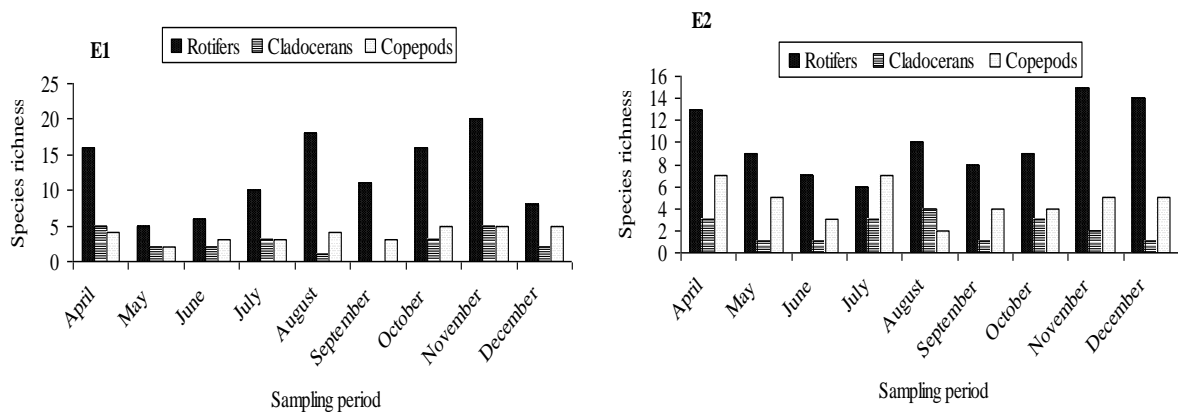 E1
Rotifers Cladocerans Copepods
Species richness
25
20
15
10
5
0
April May June July August September October November December
Sampling period
E2
Rotifers Cladocerans Copepods
Species richness
16
14
12
10
8
6
4
2
0
April May June July August September October November December
Sampling period